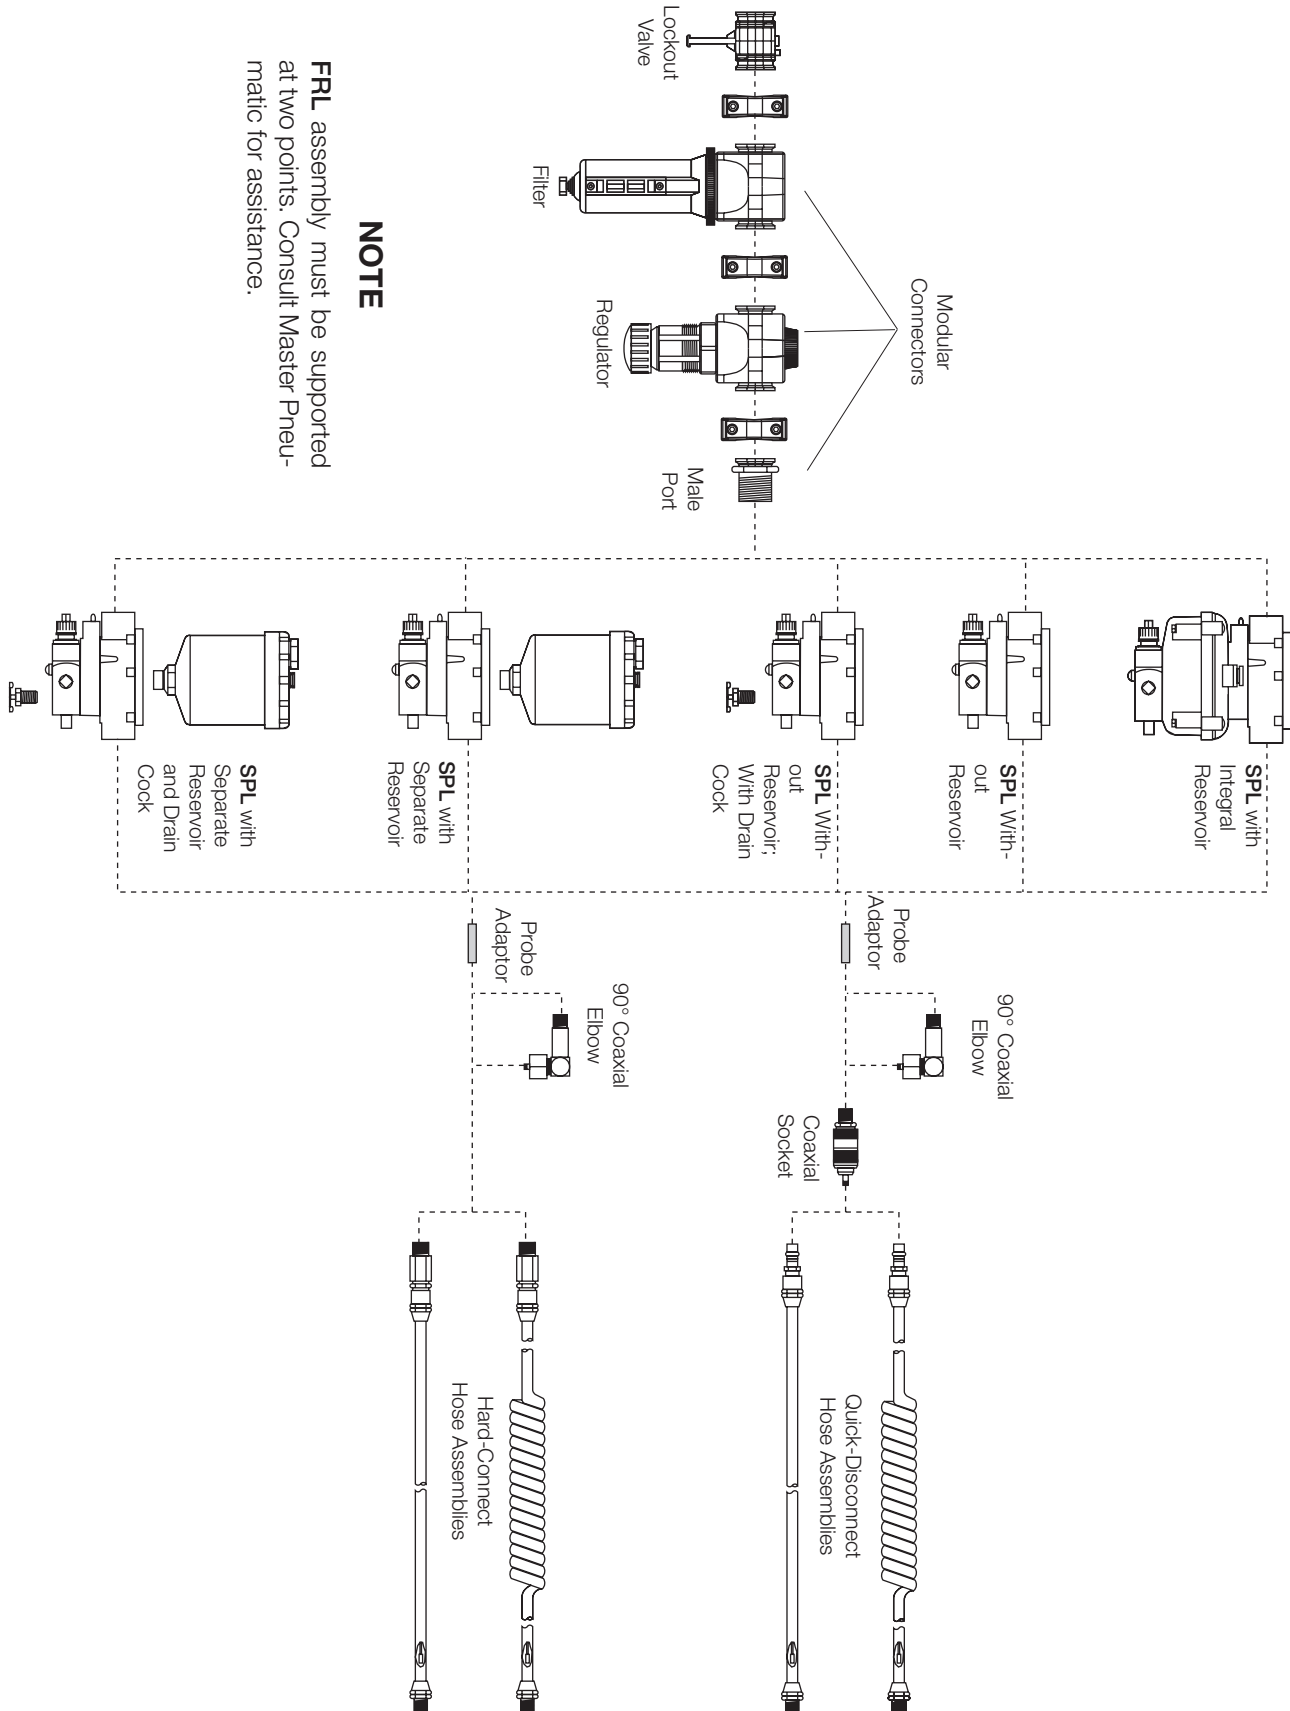 Lockout
Valve
Filter
Modular
Connectors
Regulator
Male
Port
NOTE
FRL assembly must be supported
at two points. Consult Master Pneu-
matic for assistance.
SPL with
Integral
Reservoir
SPL With-
out
Reservoir
SPL With-
out
Reservoir;
With Drain
Cock
SPL with
Separate
Reservoir
SPL with
Separate
Reservoir
and Drain
Cock
Probe
Adaptor
90° Coaxial
Elbow
Coaxial
Socket
Quick-Disconnect
Hose Assemblies
Probe
Adaptor
90° Coaxial
Elbow
Hard-Connect
Hose Assemblies